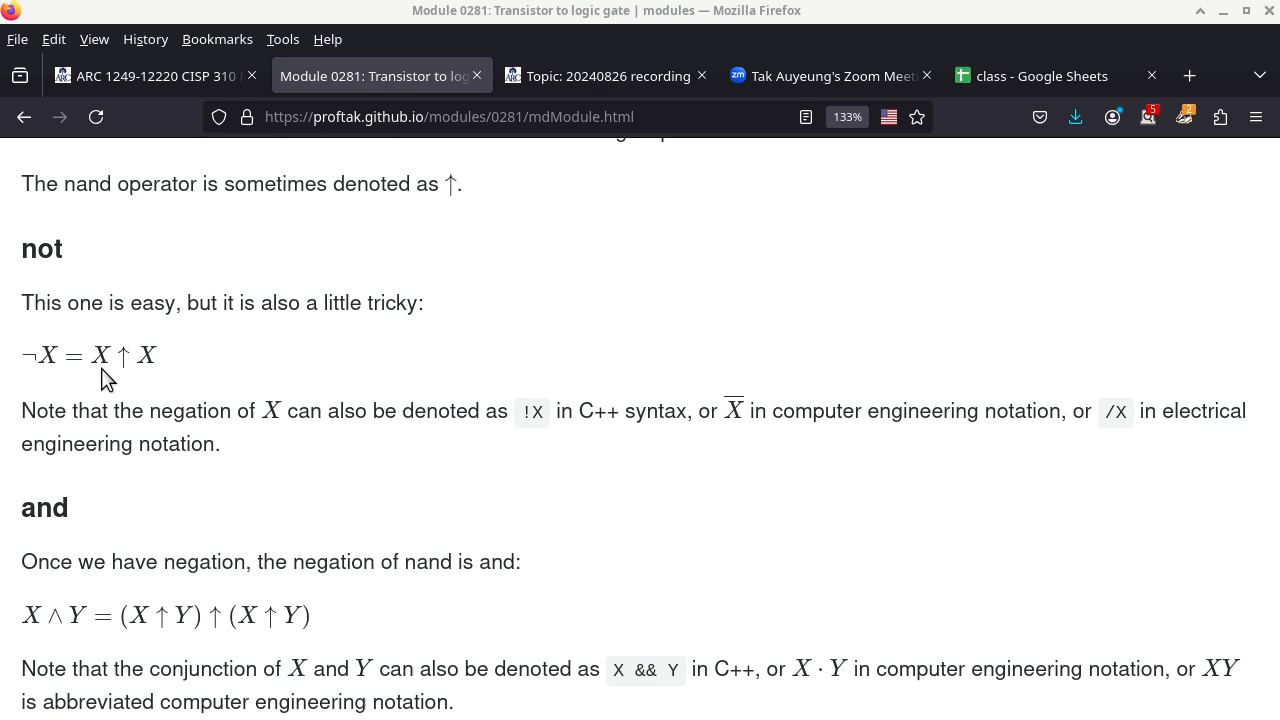 Module 0281: Transistor to logic gate | modules — Mozilla Firefox
File Edit View History Bookmarks Tools Help
ARC 1249-12220 CISP 310 Module 0281: Transistor to log Topic: 20240826 recording Tak Auyeung's Zoom Meeti class - Google Sheets
https://proftak.github.io/modules/0281/mdModule.html 133% 5 2
The nand operator is sometimes denoted as ↑.
not
This one is easy, but it is also a little tricky:
¬X = X ↑ X
Note that the negation of X can also be denoted as !X in C++ syntax, or X̅ in computer engineering notation, or /X in electrical
engineering notation.
and
Once we have negation, the negation of nand is and:
X ∧ Y = (X ↑ Y) ↑ (X ↑ Y)
Note that the conjunction of X and Y can also be denoted as X && Y in C++, or X · Y in computer engineering notation, or XY
is abbreviated computer engineering notation.